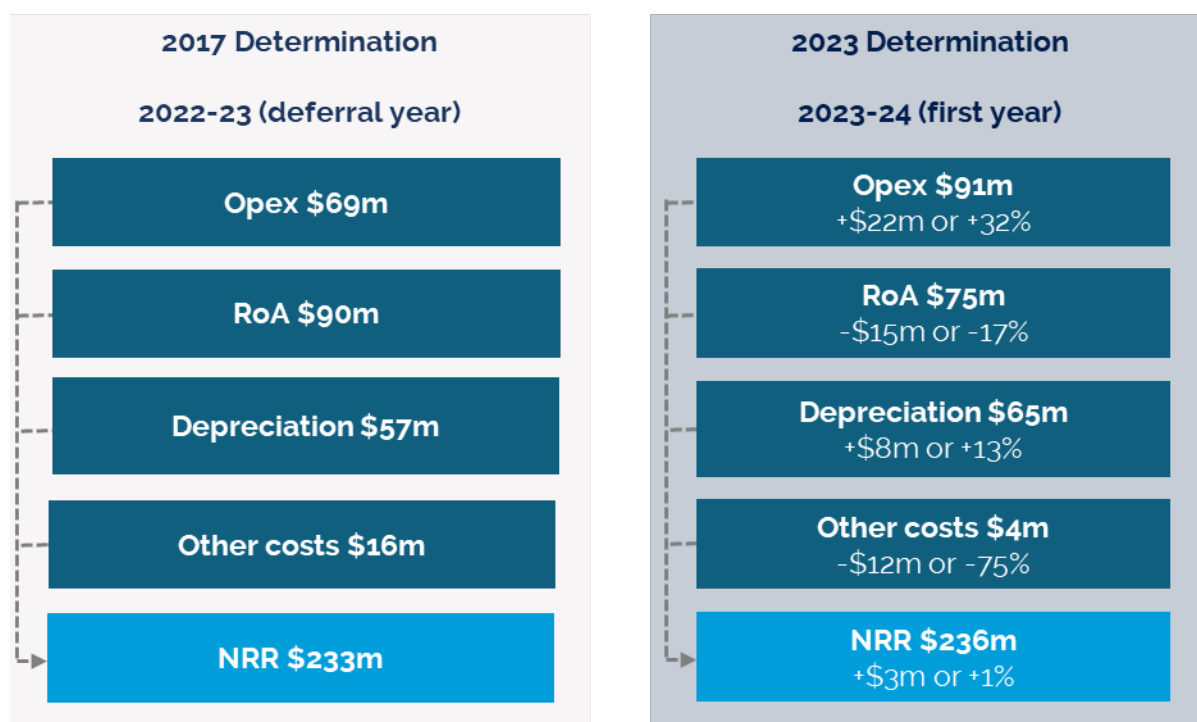 2017 Determination
2022-23 (deferral year)
Opex $69m
RoA $90m
Depreciation $57m
Other costs $16m
NRR $233m
2023 Determination
2023-24 (first year)
Opex $91m
+$22m or +32%
RoA $75m
-$15m or -17%
Depreciation $65m
+$8m or +13%
Other costs $4m
-$12m or -75%
NRR $236m
+$3m or +1%